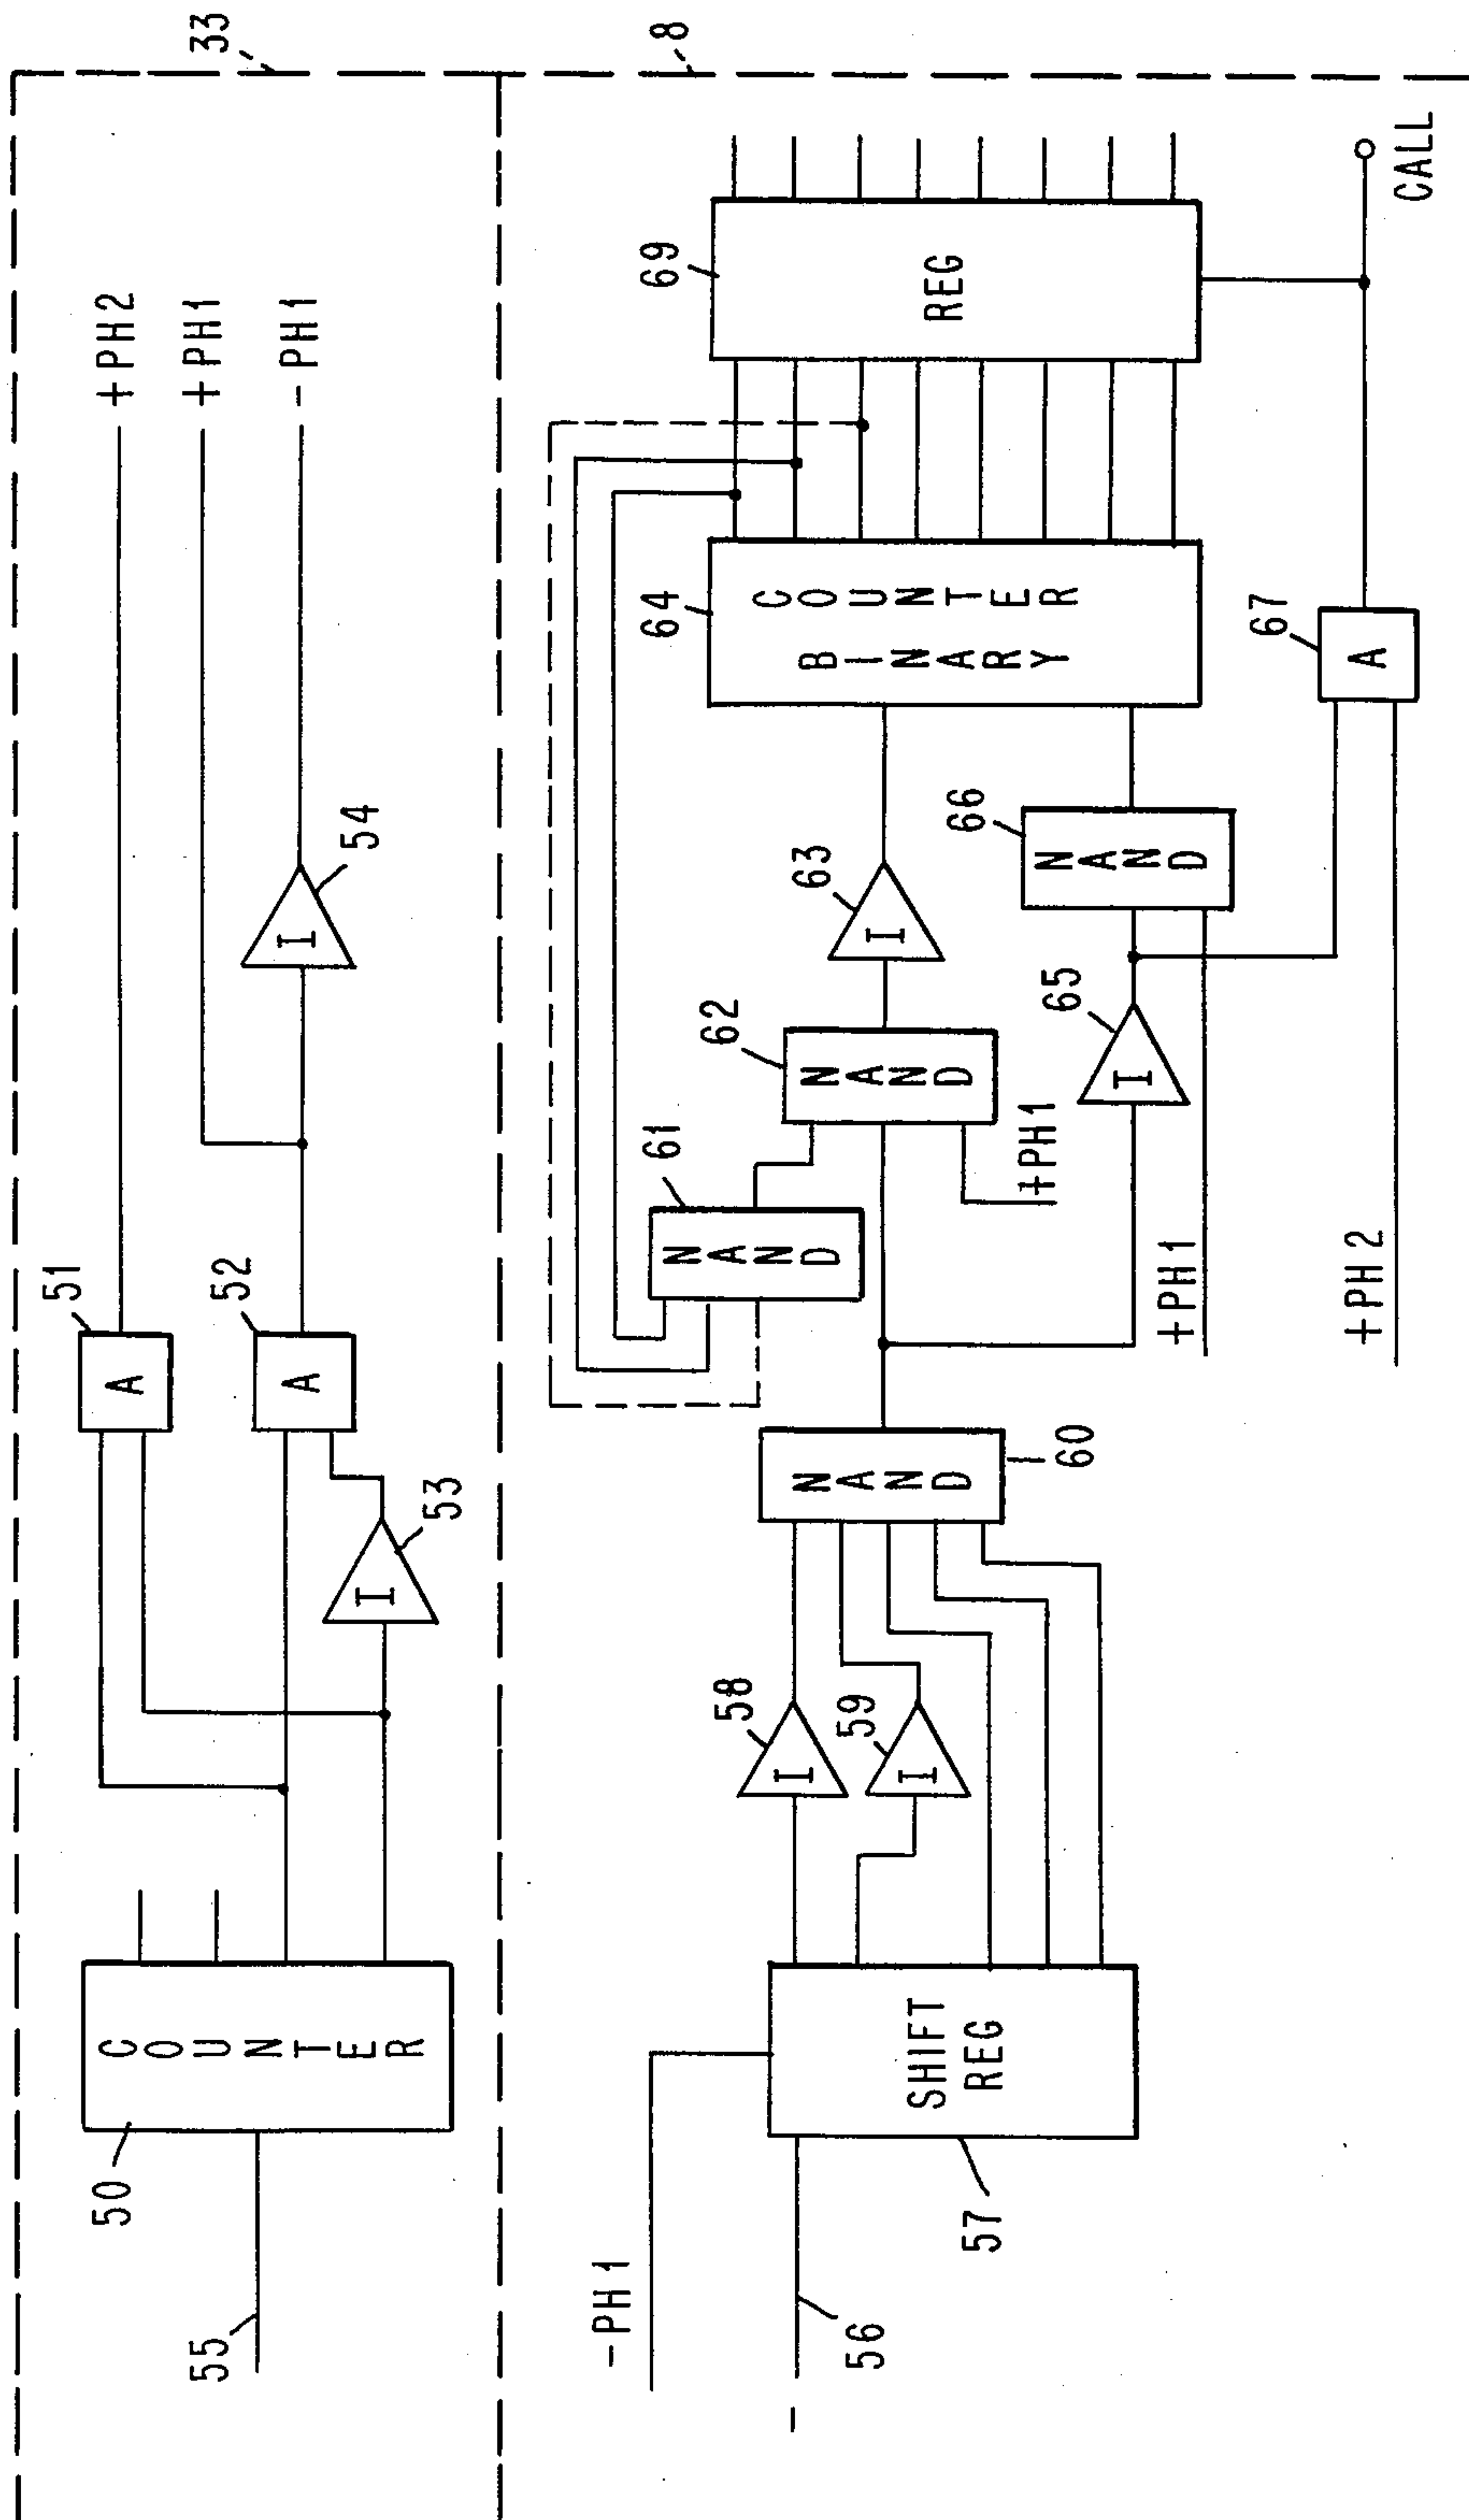 33
+PH2
+PH1
-PH1
51
A
52
A
54
I
53
I
COUNTER
50
55
8
-PH1
-
56
SHIFT
REG
57
58
I
59
I
NAND
60
61
NAND
62
NAND
+PH1
63
I
65
I
+PH1
66
NAND
64
COUNTER
BINARY
69
REG
67
A
+PH2
CALL